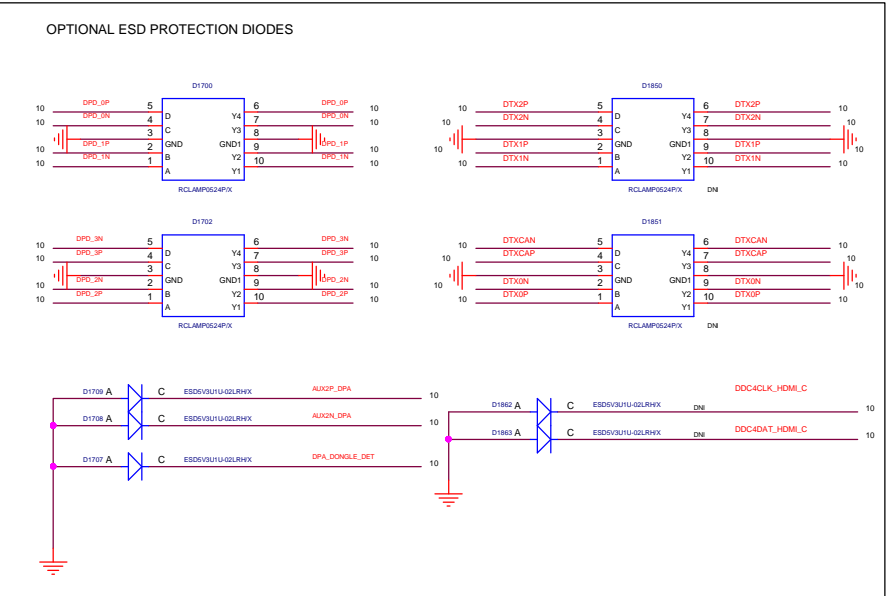 OPTIONAL ESD PROTECTION DIODES
D1700
10 DPD_0P 5 D Y4 6 DPD_0P 10
10 DPD_0N 4 C Y3 7 DPD_0N 10
3 GND GND1 8
10 DPD_1P 2 B Y2 9 DPD_1P 10
10 DPD_1N 1 A Y1 10 DPD_1N 10
RCLAMP0524P/X
D1850
10 DTX2P 5 D Y4 6 DTX2P 10
10 DTX2N 4 C Y3 7 DTX2N 10
3 GND GND1 8
10 DTX1P 2 B Y2 9 DTX1P 10
10 DTX1N 1 A Y1 10 DTX1N 10
RCLAMP0524P/X DNI
D1702
10 DPD_3N 5 D Y4 6 DPD_3N 10
10 DPD_3P 4 C Y3 7 DPD_3P 10
3 GND GND1 8
10 DPD_2N 2 B Y2 9 DPD_2N 10
10 DPD_2P 1 A Y1 10 DPD_2P 10
RCLAMP0524P/X
D1851
10 DTXCAN 5 D Y4 6 DTXCAN 10
10 DTXCAP 4 C Y3 7 DTXCAP 10
3 GND GND1 8
10 DTX0N 2 B Y2 9 DTX0N 10
10 DTX0P 1 A Y1 10 DTX0P 10
RCLAMP0524P/X DNI
D1709 A C ESD5V3U1U-02LRH/X AUX2P_DPA 10
D1708 A C ESD5V3U1U-02LRH/X AUX2N_DPA 10
D1707 A C ESD5V3U1U-02LRH/X DPA_DONGLE_DET 10
D1862 A C ESD5V3U1U-02LRH/X DNI DDC4CLK_HDMI_C 10
D1863 A C ESD5V3U1U-02LRH/X DNI DDC4DAT_HDMI_C 10